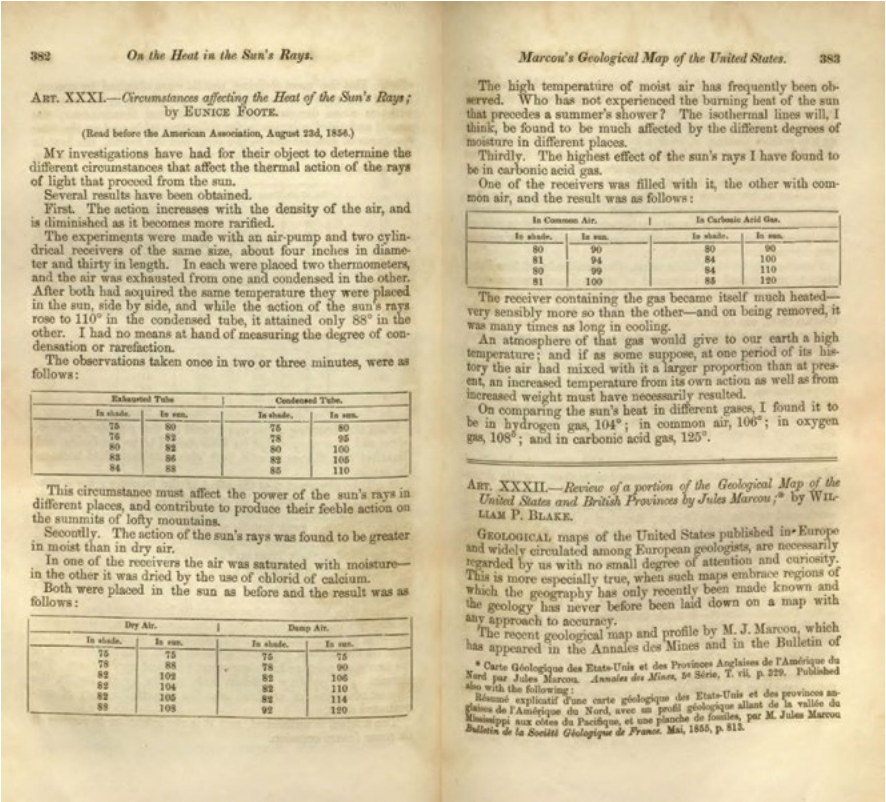 382 On the Heat in the Sun's Rays.
ART. XXXI.—Circumstances affecting the Heat of the Sun's Rays;
by EUNICE FOOTE.
(Read before the American Association, August 23d, 1856.)
MY investigations have had for their object to determine the
different circumstances that affect the thermal action of the rays
of light that proceed from the sun.
Several results have been obtained.
First. The action increases with the density of the air, and
is diminished as it becomes more rarified.
The experiments were made with an air-pump and two cylin-
drical receivers of the same size, about four inches in diame-
ter and thirty in length. In each were placed two thermometers,
and the air was exhausted from one and condensed in the other.
After both had acquired the same temperature they were placed
in the sun, side by side, and while the action of the sun's rays
rose to 110° in the condensed tube, it attained only 88° in the
other. I had no means at hand of measuring the degree of con-
densation or rarefaction.
The observations taken once in two or three minutes, were as
follows:
Exhausted Tube Condensed Tube.
In shade. In sun. In shade. In sun.
75 80 75 80
76 82 78 95
80 82 80 100
83 86 82 105
84 88 85 110
This circumstance must affect the power of the sun's rays in
different places, and contribute to produce their feeble action on
the summits of lofty mountains.
Secondly. The action of the sun's rays was found to be greater
in moist than in dry air.
In one of the receivers the air was saturated with moisture—
in the other it was dried by the use of chlorid of calcium.
Both were placed in the sun as before and the result was as
follows:
Dry Air. Damp Air.
In shade. In sun. In shade. In sun.
75 75 75 75
78 88 78 90
82 102 82 106
82 104 82 110
82 105 82 114
88 108 92 120
Marcou's Geological Map of the United States. 383
The high temperature of moist air has frequently been ob-
served. Who has not experienced the burning heat of the sun
that precedes a summer's shower? The isothermal lines will, I
think, be found to be much affected by the different degrees of
moisture in different places.
Thirdly. The highest effect of the sun's rays I have found to
be in carbonic acid gas.
One of the receivers was filled with it, the other with com-
mon air, and the result was as follows:
In Common Air. In Carbonic Acid Gas.
In shade. In sun. In shade. In sun.
80 90 80 90
81 94 84 100
80 99 84 110
81 100 85 120
The receiver containing the gas became itself much heated—
very sensibly more so than the other—and on being removed, it
was many times as long in cooling.
An atmosphere of that gas would give to our earth a high
temperature; and if as some suppose, at one period of its his-
tory the air had mixed with it a larger proportion than at pres-
ent, an increased temperature from its own action as well as from
increased weight must have necessarily resulted.
On comparing the sun's heat in different gases, I found it to
be in hydrogen gas, 104°; in common air, 106°; in oxygen
gas, 108°; and in carbonic acid gas, 125°.
ART. XXXII.—Review of a portion of the Geological Map of the
United States and British Provinces by Jules Marcou;* by WIL-
LIAM P. BLAKE.
GEOLOGICAL maps of the United States published in Europe
and widely circulated among European geologists, are necessarily
regarded by us with no small degree of attention and curiosity.
This is more especially true, when such maps embrace regions of
which the geography has only recently been made known and
the geology has never before been laid down on a map with
any approach to accuracy.
The recent geological map and profile by M. J. Marcou, which
has appeared in the Annales des Mines and in the Bulletin of
* Carte Géologique des Etats-Unis et des Provinces Anglaises de l'Amérique du
Nord par Jules Marcou. Annales des Mines, 5e Série, T. vii, p. 329. Published
also with the following:
Résumé explicatif d'une carte géologique des Etats-Unis et des provinces an-
glaises de l'Amérique du Nord, avec un profil géologique allant de la vallée du
Mississippi aux côtes du Pacifique, et une planche de fossiles, par M. Jules Marcou
Bulletin de la Société Géologique de France. Mai, 1855, p. 813.